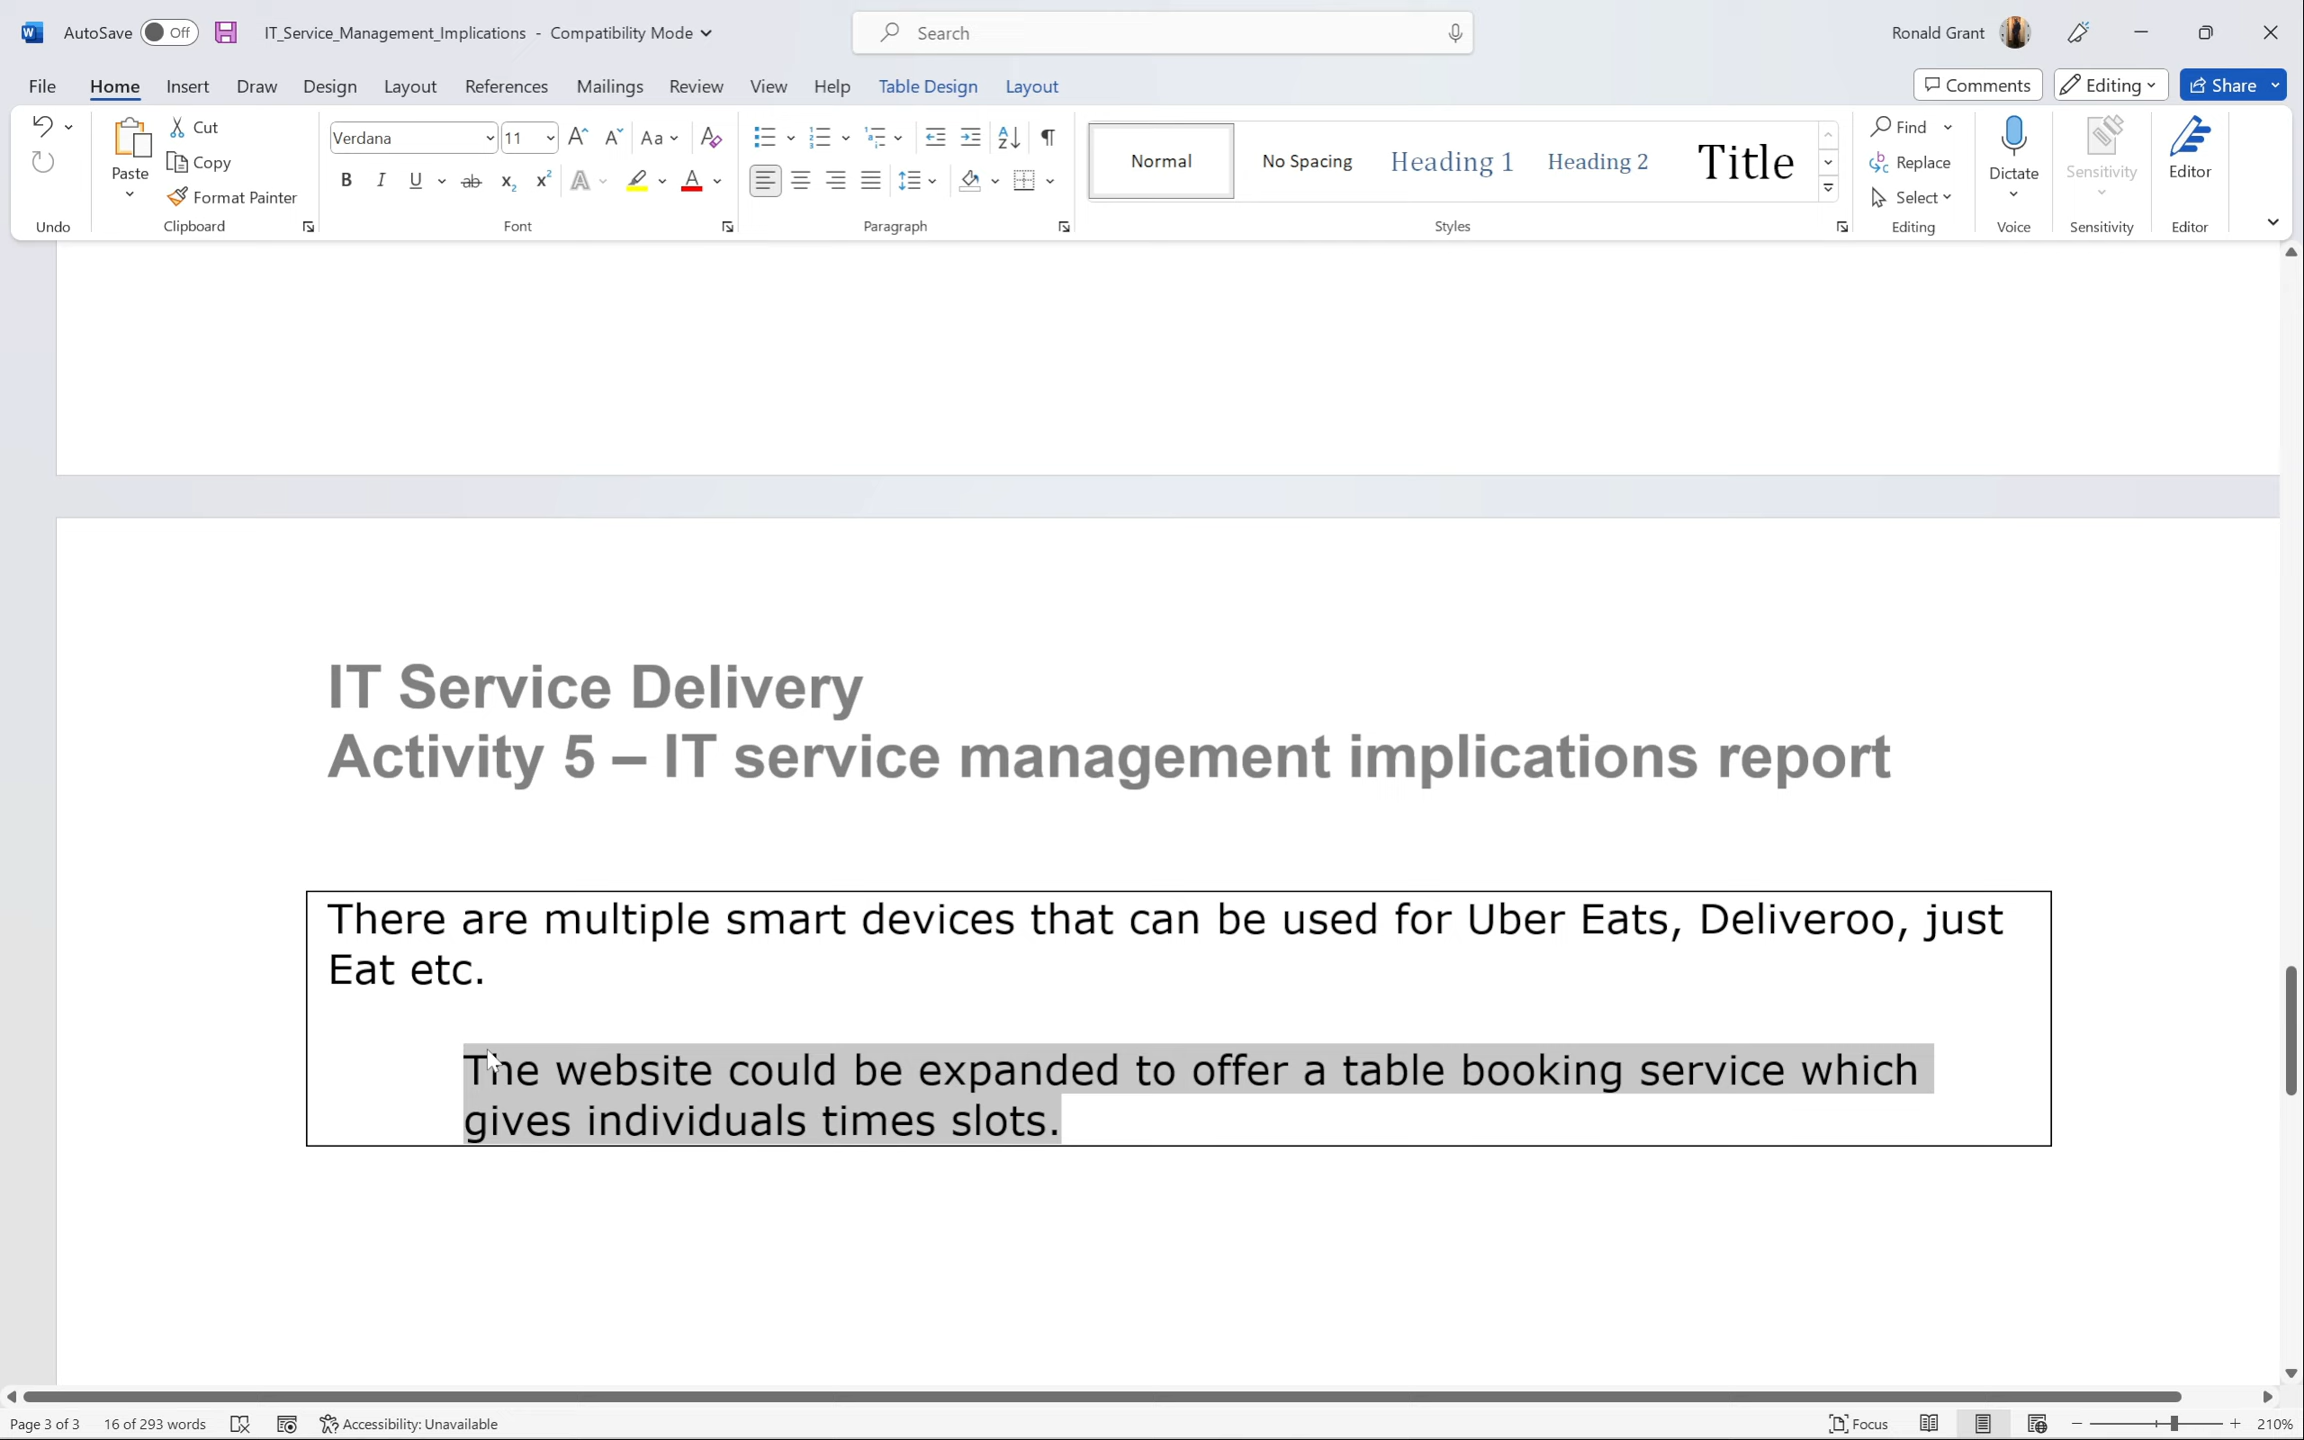 AutoSave Off IT_Service_Management_Implications - Compatibility Mode Search Ronald Grant
File Home Insert Draw Design Layout References Mailings Review View Help Table Design Layout Comments Editing Share
Paste Cut Copy Format Painter
Verdana 11
Normal No Spacing Heading 1 Heading 2 Title
Find Replace Select
Dictate Sensitivity Editor
Undo Clipboard Font Paragraph Styles Editing Voice Sensitivity Editor
IT Service Delivery
Activity 5 – IT service management implications report
There are multiple smart devices that can be used for Uber Eats, Deliveroo, just
Eat etc.
The website could be expanded to offer a table booking service which
gives individuals times slots.
Page 3 of 3 16 of 293 words Accessibility: Unavailable Focus 210%